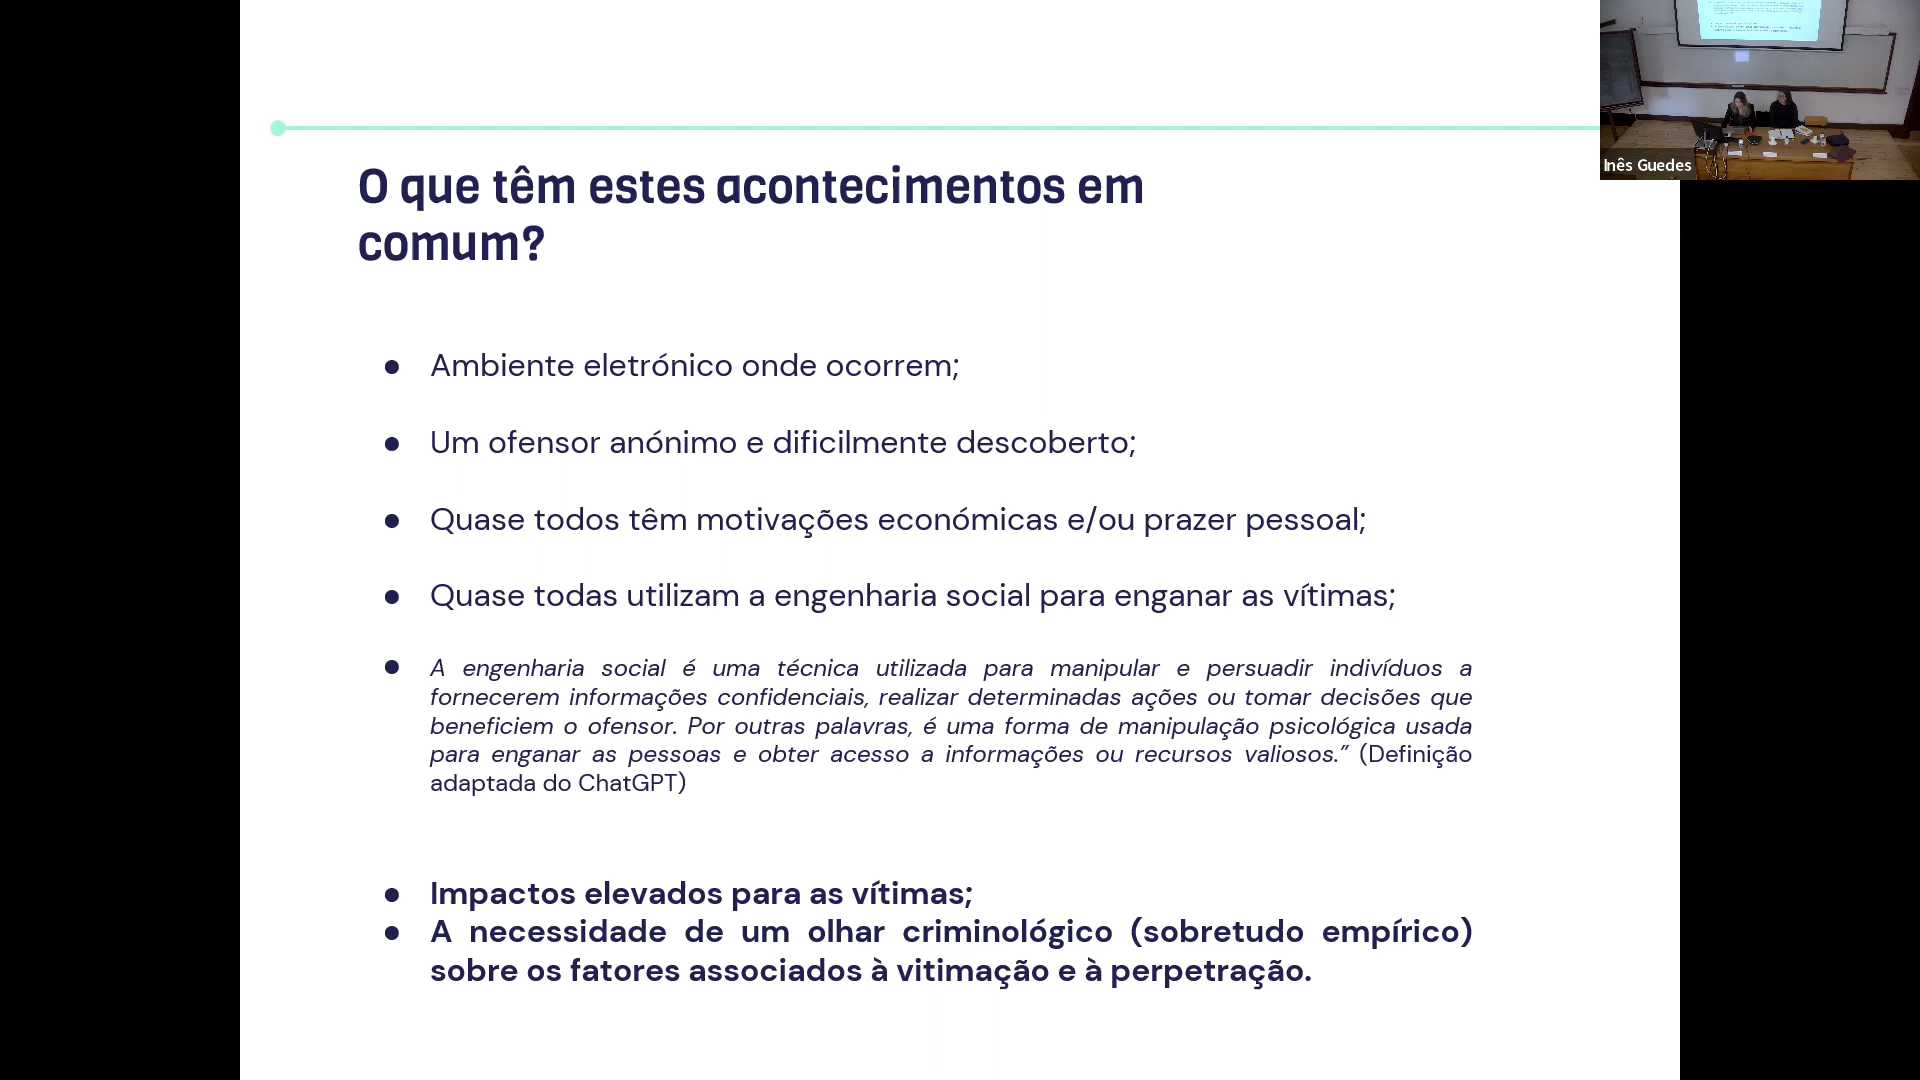 O que têm estes acontecimentos em
comum?
● Ambiente eletrónico onde ocorrem;
● Um ofensor anónimo e dificilmente descoberto;
● Quase todos têm motivações económicas e/ou prazer pessoal;
● Quase todas utilizam a engenharia social para enganar as vítimas;
● A engenharia social é uma técnica utilizada para manipular e persuadir indivíduos a
fornecerem informações confidenciais, realizar determinadas ações ou tomar decisões que
beneficiem o ofensor. Por outras palavras, é uma forma de manipulação psicológica usada
para enganar as pessoas e obter acesso a informações ou recursos valiosos.” (Definição
adaptada do ChatGPT)
● Impactos elevados para as vítimas;
● A necessidade de um olhar criminológico (sobretudo empírico)
sobre os fatores associados à vitimação e à perpetração.
Inês Guedes